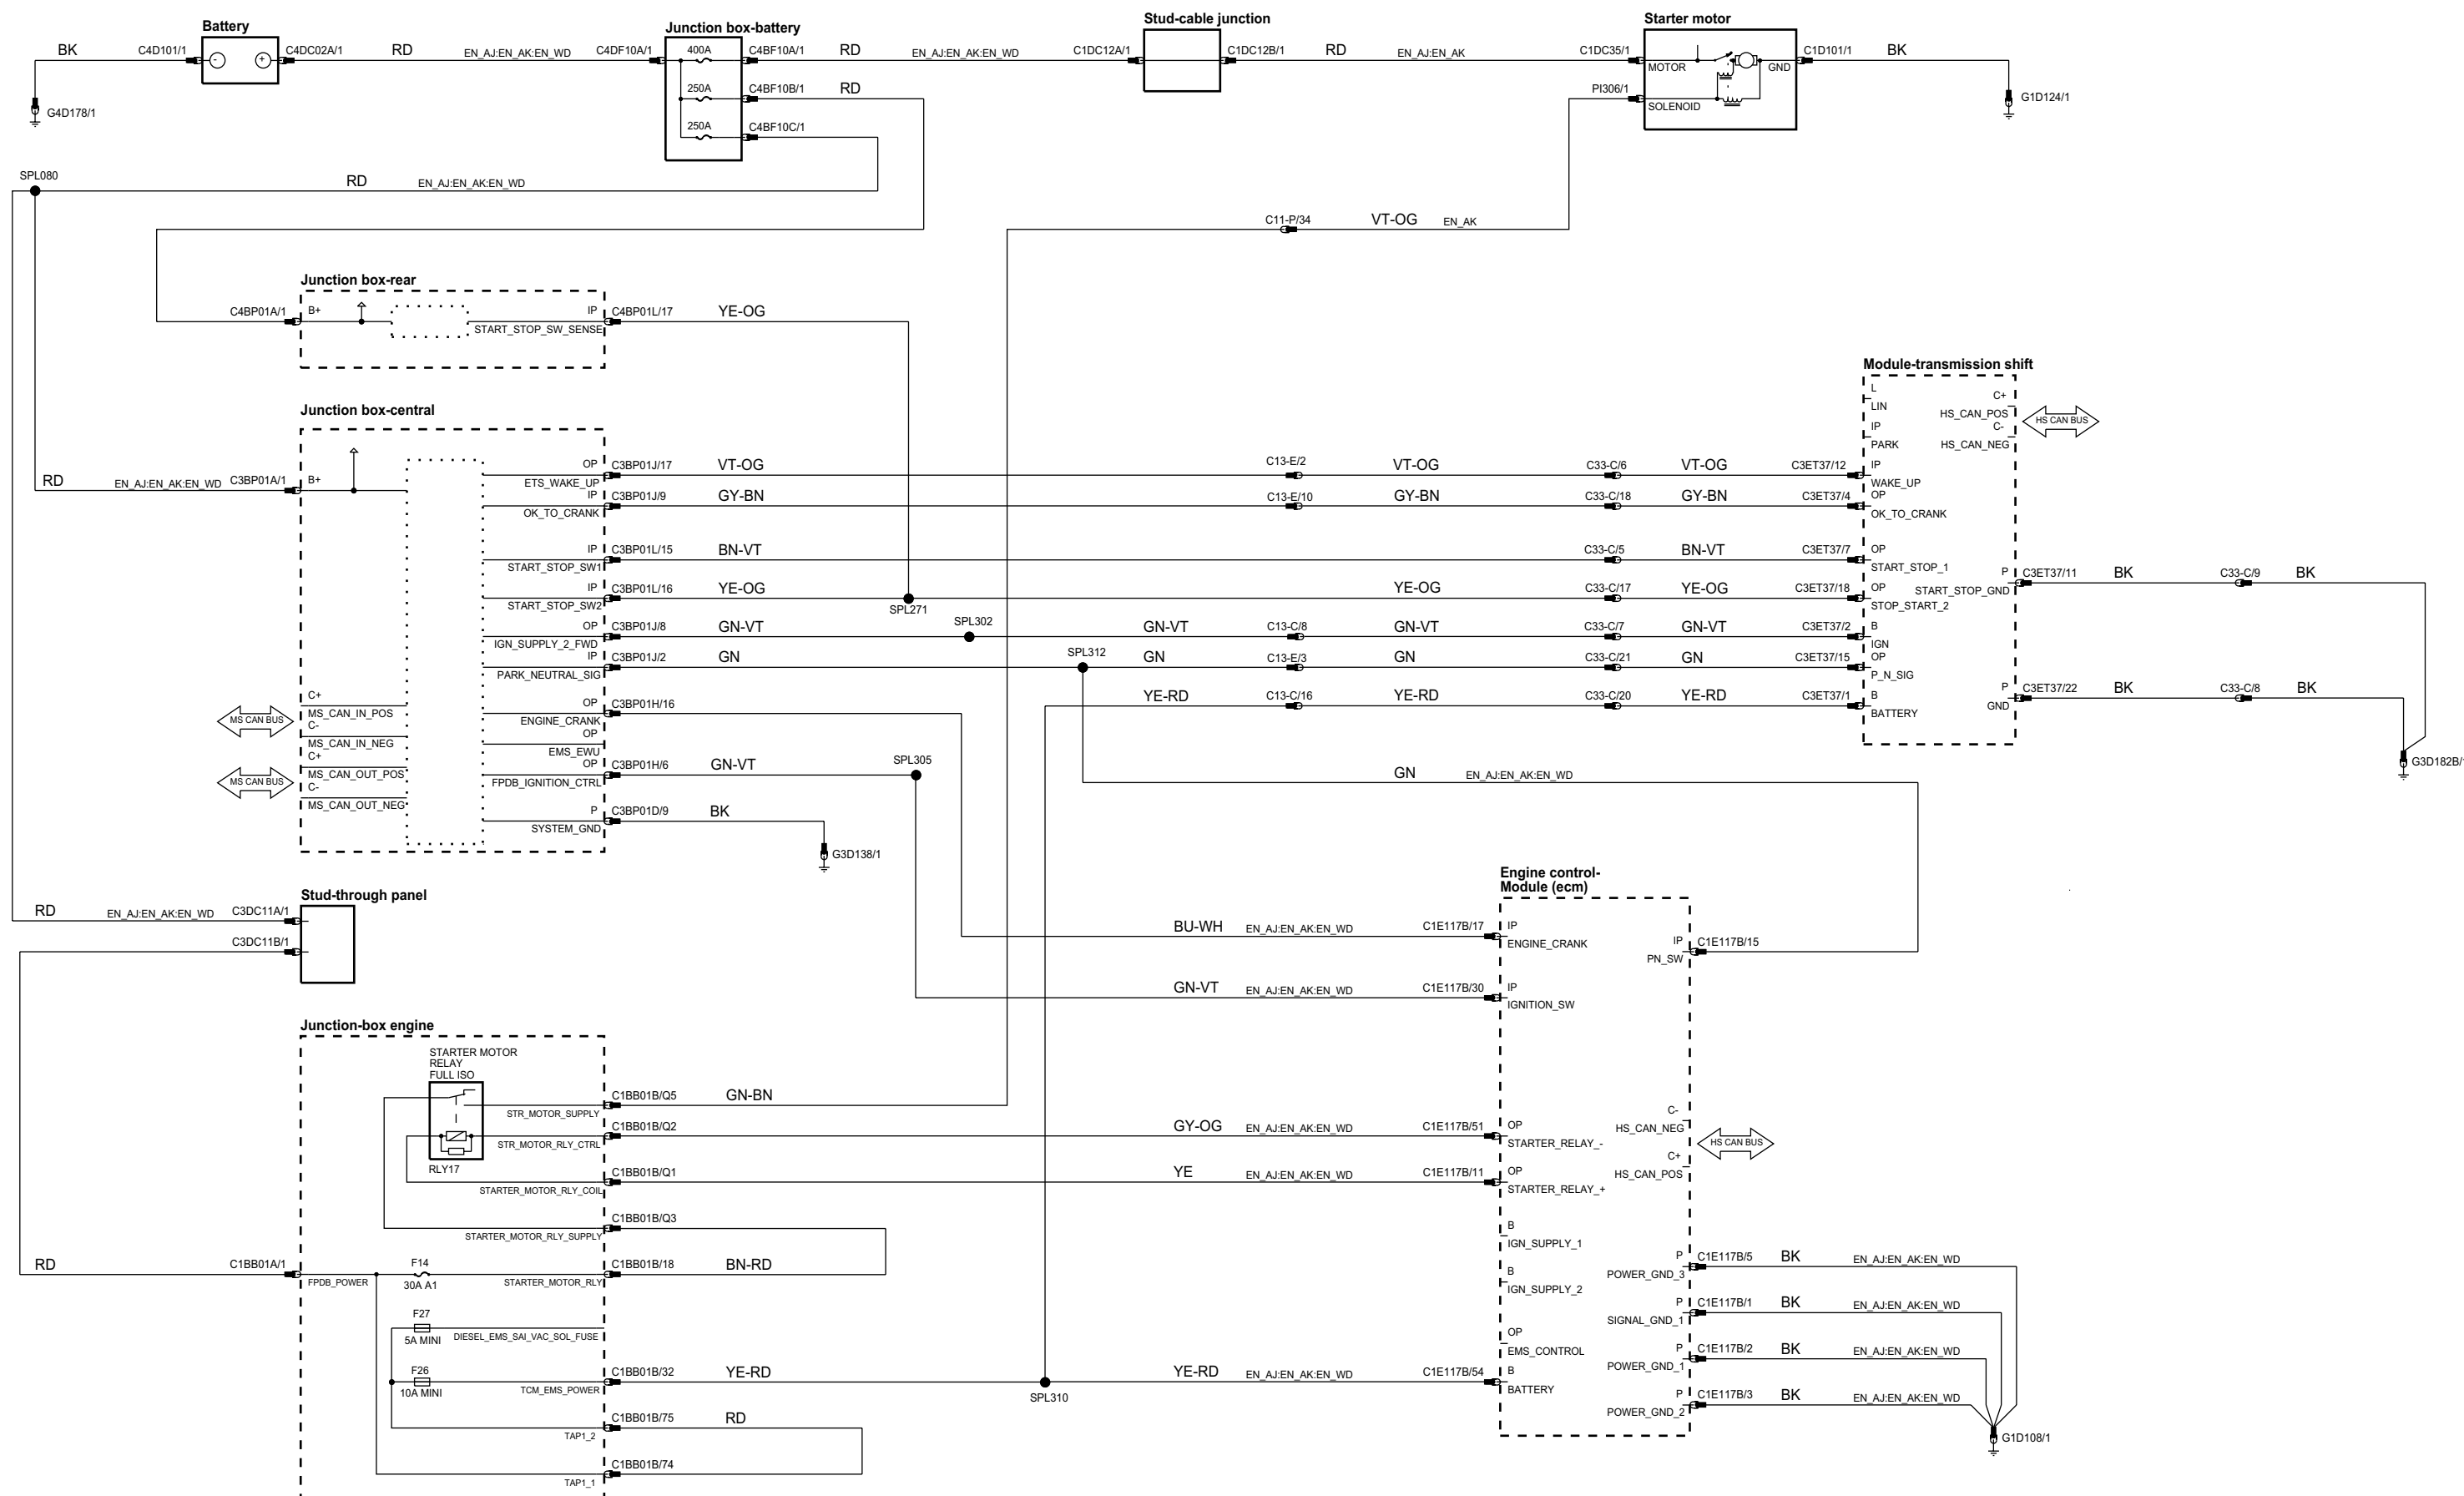 Battery
Junction box-battery
Stud-cable junction
Starter motor
BK
C4D101/1
-
+
C4DC02A/1
RD
EN_AJ:EN_AK:EN_WD
C4DF10A/1
400A
C4BF10A/1
RD
EN_AJ:EN_AK:EN_WD
C1DC12A/1
C1DC12B/1
RD
EN_AJ:EN_AK
C1DC35/1
MOTOR
GND
C1D101/1
BK
250A
C4BF10B/1
RD
PI306/1
SOLENOID
G4D178/1
G1D124/1
250A
C4BF10C/1
SPL080
RD
EN_AJ:EN_AK:EN_WD
C11-P/34
VT-OG
EN_AK
Junction box-rear
C4BP01A/1
B+
IP
START_STOP_SW_SENSE
C4BP01L/17
YE-OG
Module-transmission shift
L
LIN
IP
PARK
C+
HS_CAN_POS
C-
HS_CAN_NEG
HS CAN BUS
Junction box-central
RD
EN_AJ:EN_AK:EN_WD
C3BP01A/1
B+
OP
ETS_WAKE_UP
C3BP01J/17
VT-OG
C13-E/2
VT-OG
C33-C/6
VT-OG
C3ET37/12
IP
WAKE_UP
IP
OK_TO_CRANK
C3BP01J/9
GY-BN
C13-E/10
GY-BN
C33-C/18
GY-BN
C3ET37/4
OP
OK_TO_CRANK
IP
START_STOP_SW1
C3BP01L/15
BN-VT
C33-C/5
BN-VT
C3ET37/7
OP
START_STOP_1
P
START_STOP_GND
C3ET37/11
BK
C33-C/9
BK
IP
START_STOP_SW2
C3BP01L/16
YE-OG
SPL271
YE-OG
C33-C/17
YE-OG
C3ET37/18
OP
STOP_START_2
OP
IGN_SUPPLY_2_FWD
C3BP01J/8
GN-VT
SPL302
GN-VT
C13-C/8
GN-VT
C33-C/7
GN-VT
C3ET37/2
B
IGN
IP
PARK_NEUTRAL_SIG
C3BP01J/2
GN
SPL312
GN
C13-E/3
GN
C33-C/21
GN
C3ET37/15
OP
P_N_SIG
YE-RD
C13-C/16
YE-RD
C33-C/20
YE-RD
C3ET37/1
B
BATTERY
P
GND
C3ET37/22
BK
C33-C/8
BK
G3D182B/
C+
MS_CAN_IN_POS
C-
MS_CAN_IN_NEG
C+
MS_CAN_OUT_POS
C-
MS_CAN_OUT_NEG
MS CAN BUS
MS CAN BUS
OP
ENGINE_CRANK
C3BP01H/16
OP
EMS_EWU
OP
FPDB_IGNITION_CTRL
C3BP01H/6
GN-VT
SPL305
GN
EN_AJ:EN_AK:EN_WD
P
SYSTEM_GND
C3BP01D/9
BK
G3D138/1
Stud-through panel
RD
EN_AJ:EN_AK:EN_WD
C3DC11A/1
C3DC11B/1
Engine control-
Module (ecm)
BU-WH
EN_AJ:EN_AK:EN_WD
C1E117B/17
IP
ENGINE_CRANK
IP
PN_SW
C1E117B/15
GN-VT
EN_AJ:EN_AK:EN_WD
C1E117B/30
IP
IGNITION_SW
Junction-box engine
STARTER MOTOR
RELAY
FULL ISO
RLY17
STR_MOTOR_SUPPLY
C1BB01B/Q5
GN-BN
STR_MOTOR_RLY_CTRL
C1BB01B/Q2
GY-OG
EN_AJ:EN_AK:EN_WD
C1E117B/51
OP
STARTER_RELAY_-
C-
HS_CAN_NEG
C+
HS_CAN_POS
HS CAN BUS
STARTER_MOTOR_RLY_COIL
C1BB01B/Q1
YE
EN_AJ:EN_AK:EN_WD
C1E117B/11
OP
STARTER_RELAY_+
STARTER_MOTOR_RLY_SUPPLY
C1BB01B/Q3
B
IGN_SUPPLY_1
RD
C1BB01A/1
FPDB_POWER
F14
30A A1
STARTER_MOTOR_RLY
C1BB01B/18
BN-RD
B
IGN_SUPPLY_2
P
POWER_GND_3
C1E117B/5
BK
EN_AJ:EN_AK:EN_WD
P
SIGNAL_GND_1
C1E117B/1
BK
EN_AJ:EN_AK:EN_WD
F27
5A MINI
DIESEL_EMS_SAI_VAC_SOL_FUSE
OP
EMS_CONTROL
P
POWER_GND_1
C1E117B/2
BK
EN_AJ:EN_AK:EN_WD
F26
10A MINI
TCM_EMS_POWER
C1BB01B/32
YE-RD
SPL310
YE-RD
EN_AJ:EN_AK:EN_WD
C1E117B/54
B
BATTERY
P
POWER_GND_2
C1E117B/3
BK
EN_AJ:EN_AK:EN_WD
TAP1_2
C1BB01B/75
RD
G1D108/1
TAP1_1
C1BB01B/74